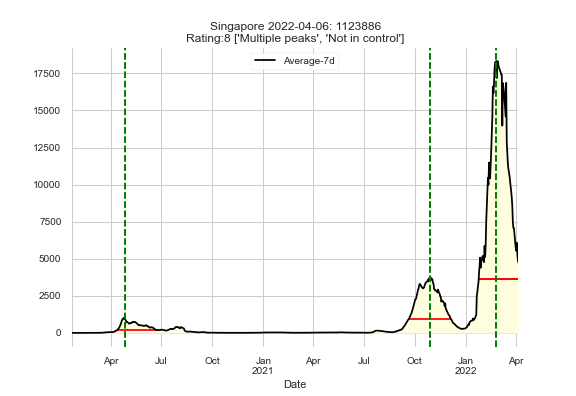 Singapore 2022-04-06: 1123886
Rating:8 ['Multiple peaks', 'Not in control']
Average-7d
17500
15000
12500
10000
7500
5000
2500
0
Apr Jul Oct Jan Apr Jul Oct Jan Apr
2021 2022
Date